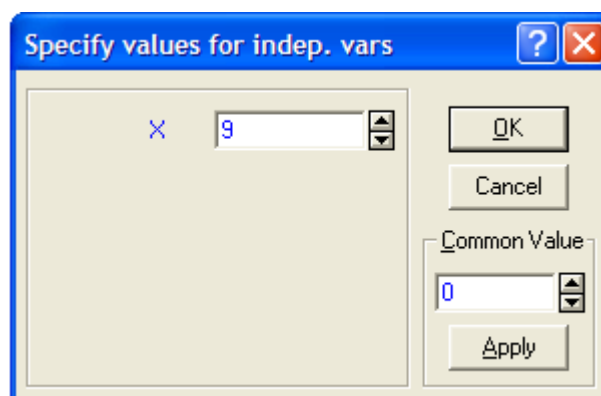 Specify values for indep. vars
X 9
OK
Cancel
Common Value
0
Apply